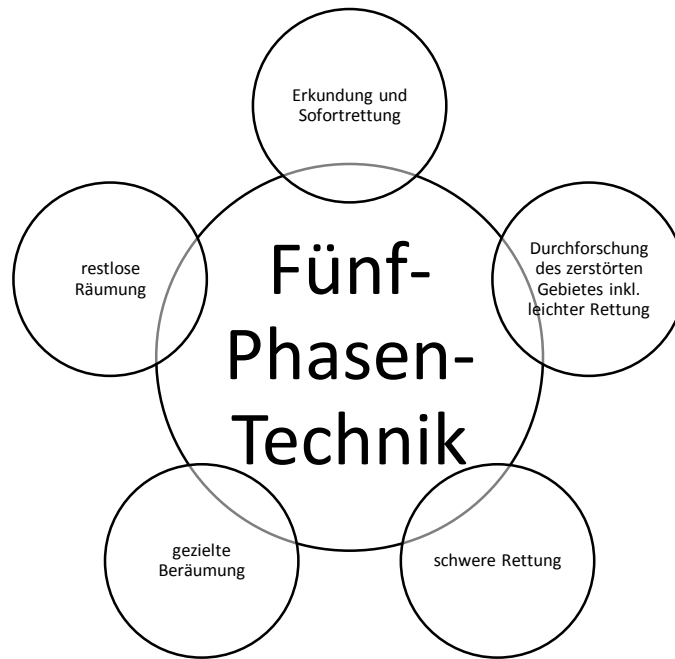 Erkundung und
Sofortrettung
Durchforschung
des zerstörten
Gebietes inkl.
leichter Rettung
schwere Rettung
gezielte
Beräumung
restlose
Räumung
Fünf-
Phasen-
Technik